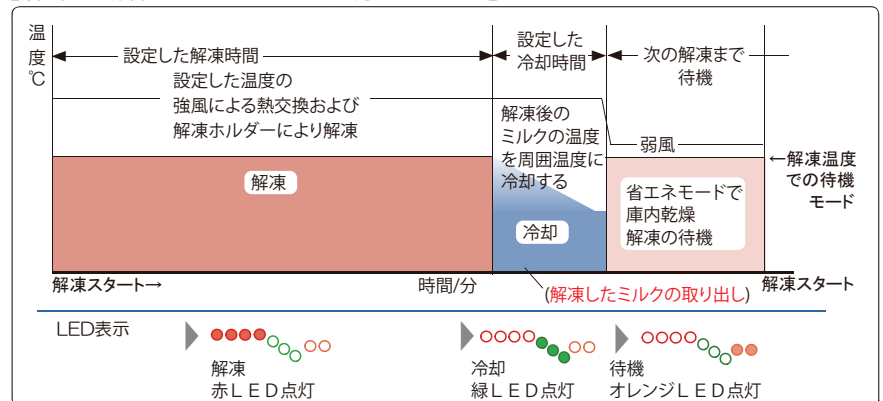 温度℃
設定した解凍時間
設定した
冷却時間
次の解凍まで
待機
設定した温度の
強風による熱交換および
解凍ホルダーにより解凍
解凍後の
ミルクの温度
を周囲温度に
冷却する
弱風
←解凍温度
での待機
モード
解凍
冷却
省エネモードで
庫内乾燥
解凍の待機
解凍スタート→
時間/分
(解凍したミルクの取り出し)
解凍スタート
LED表示
解凍
赤LED点灯
冷却
緑LED点灯
待機
オレンジLED点灯